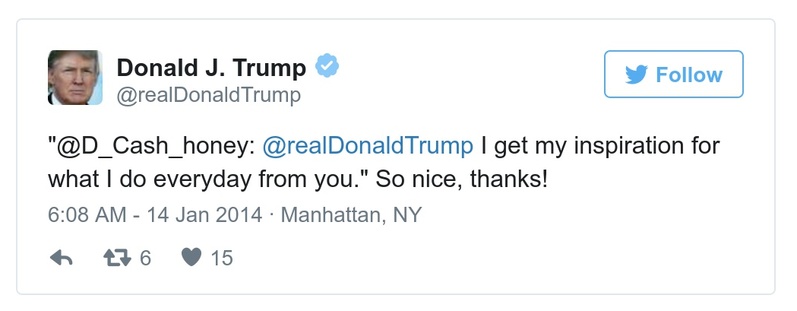 Donald J. Trump
@realDonaldTrump
Follow
"@D_Cash_honey: @realDonaldTrump I get my inspiration for
what I do everyday from you." So nice, thanks!
6:08 AM - 14 Jan 2014 · Manhattan, NY
6 15